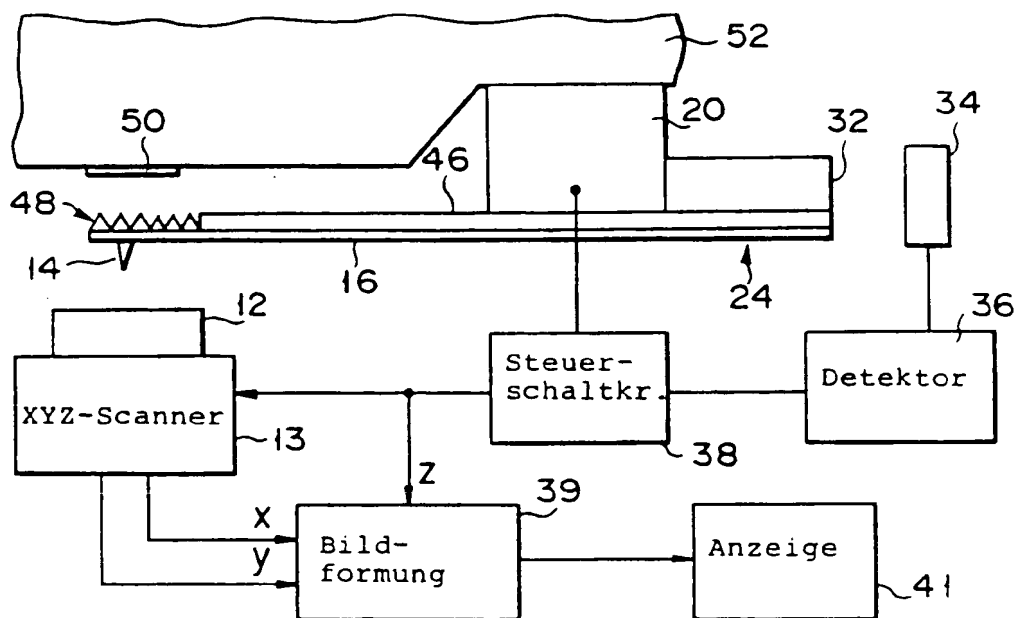 52
50
20
34
32
46
48
14
16
24
12
36
Steuer-
schaltkr.
Detektor
XYZ-Scanner
13
38
Z
39
X
y
Bild-
formung
Anzeige
41